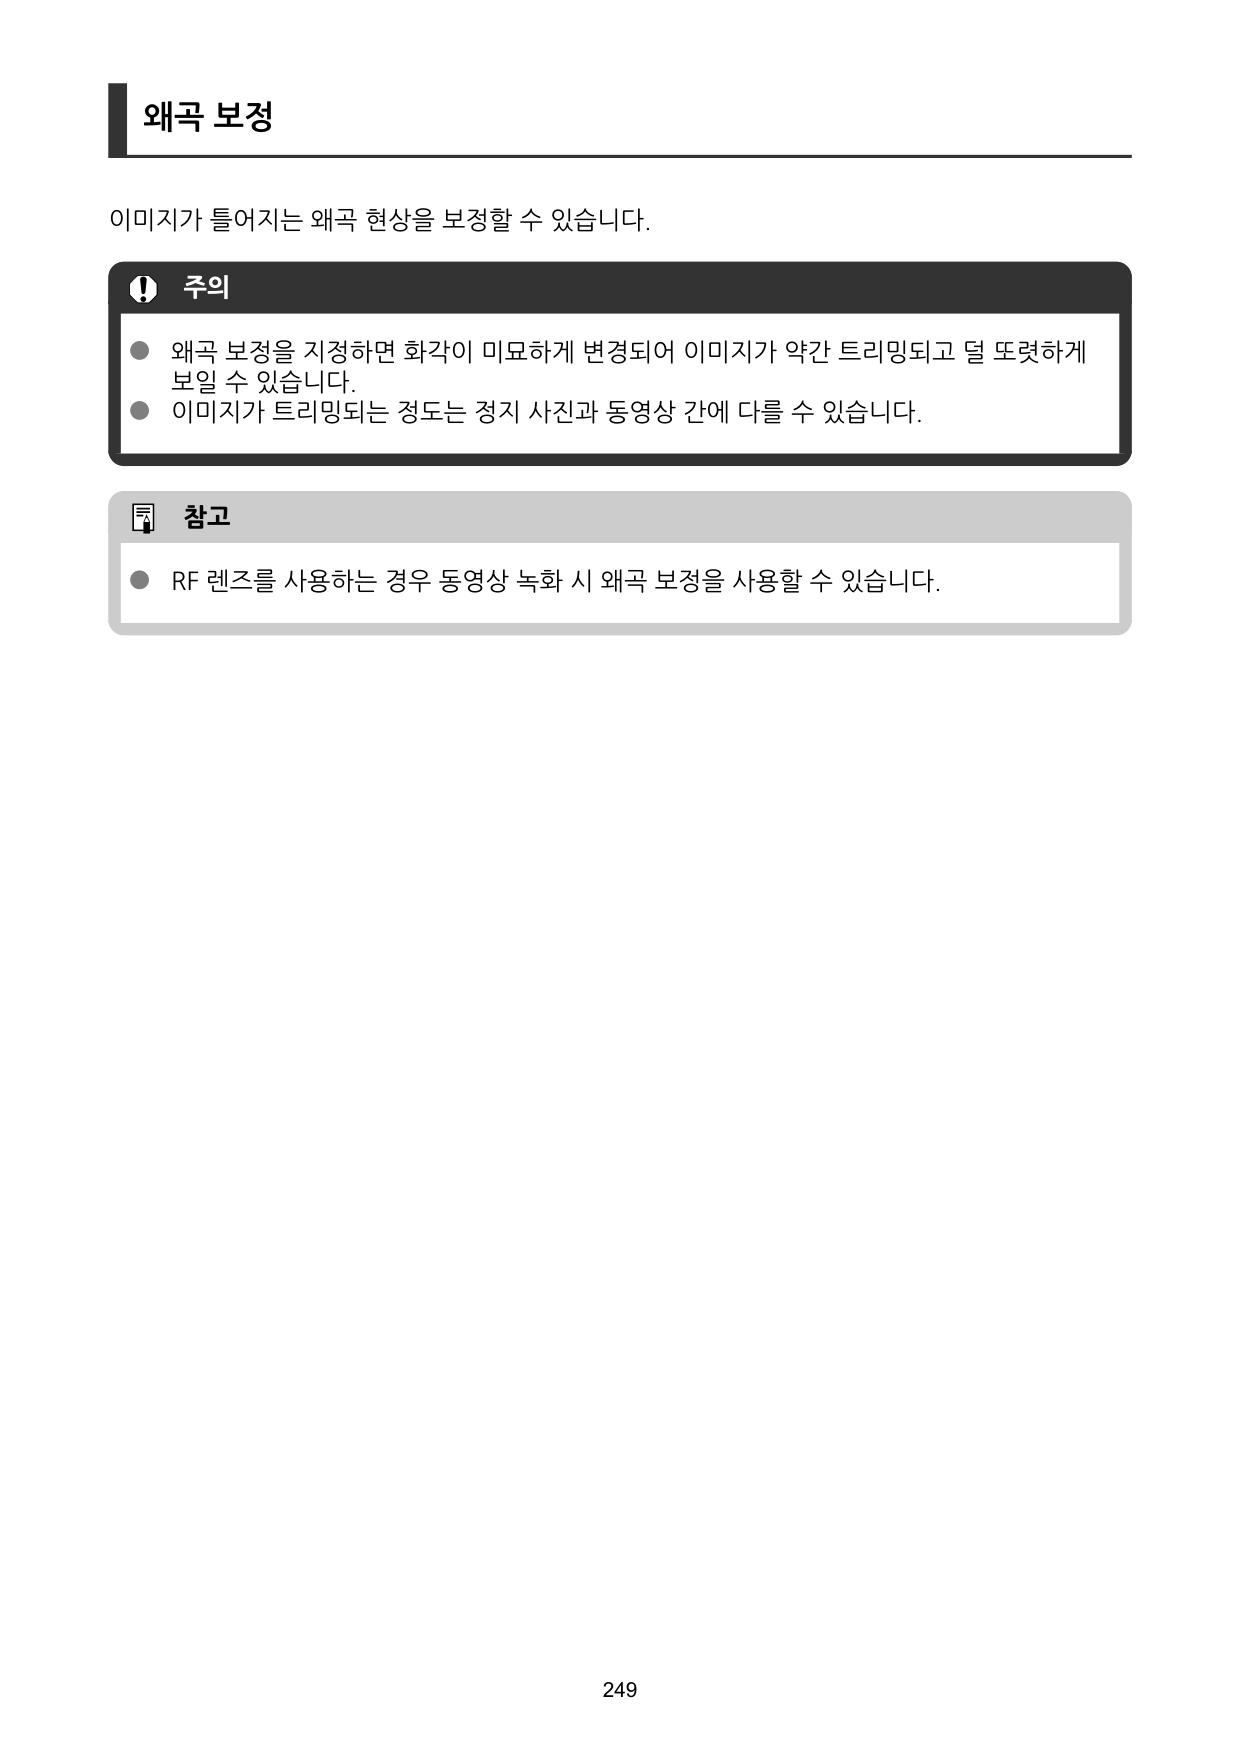 왜곡 보정
이미지가 틀어지는 왜곡 현상을 보정할 수 있습니다.
주의
왜곡 보정을 지정하면 화각이 미묘하게 변경되어 이미지가 약간 트리밍되고 덜 또렷하게
보일 수 있습니다.
이미지가 트리밍되는 정도는 정지 사진과 동영상 간에 다를 수 있습니다.
참고
RF 렌즈를 사용하는 경우 동영상 녹화 시 왜곡 보정을 사용할 수 있습니다.
249